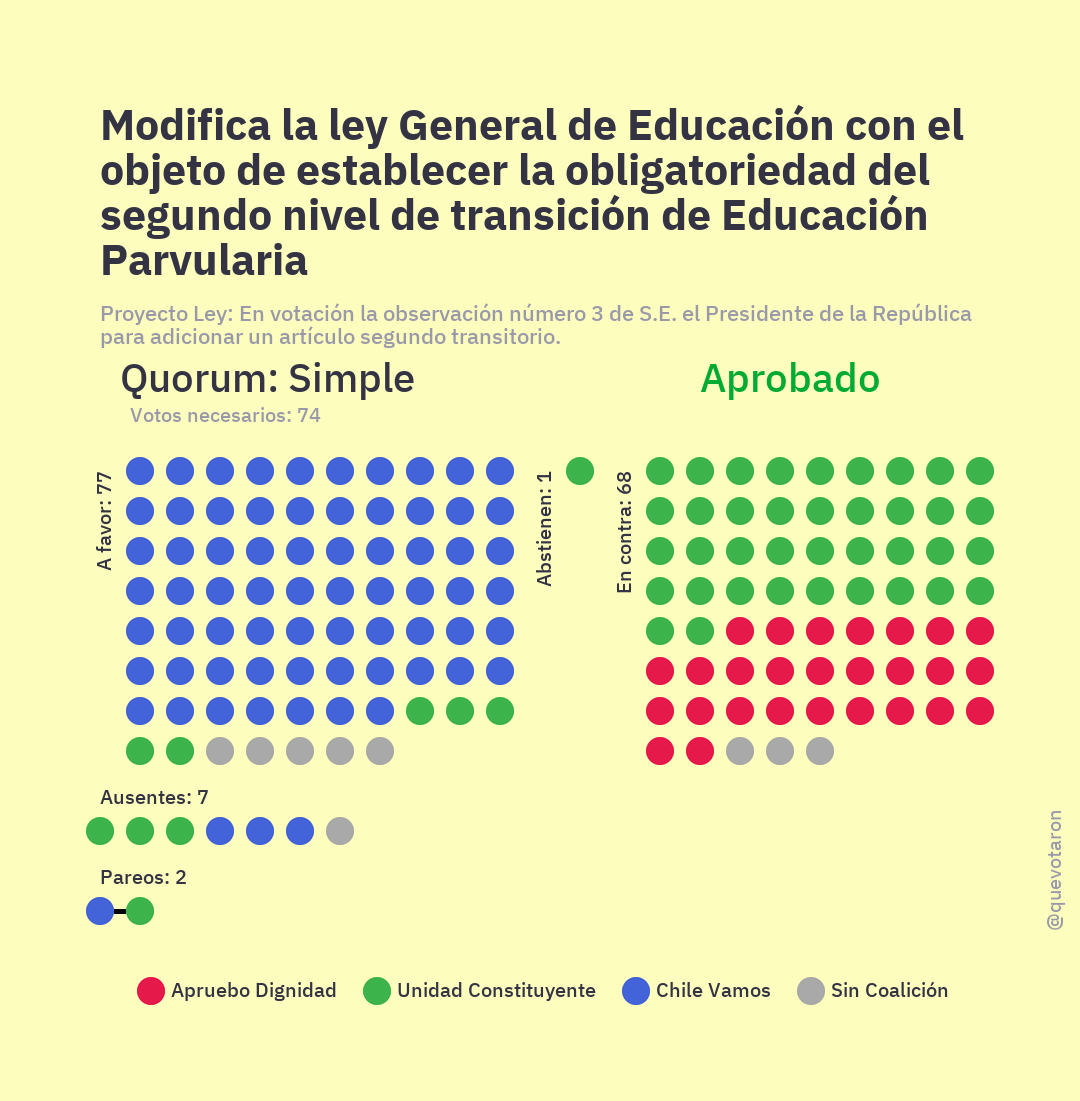 Modifica la ley General de Educación con el
objeto de establecer la obligatoriedad del
segundo nivel de transición de Educación
Parvularia
Proyecto Ley: En votación la observación número 3 de S.E. el Presidente de la República
para adicionar un artículo segundo transitorio.
Quorum: Simple
Aprobado
Votos necesarios: 74
A favor: 77
Abstienen: 1
En contra: 68
Ausentes: 7
Pareos: 2
@quevotaron
Apruebo Dignidad
Unidad Constituyente
Chile Vamos
Sin Coalición